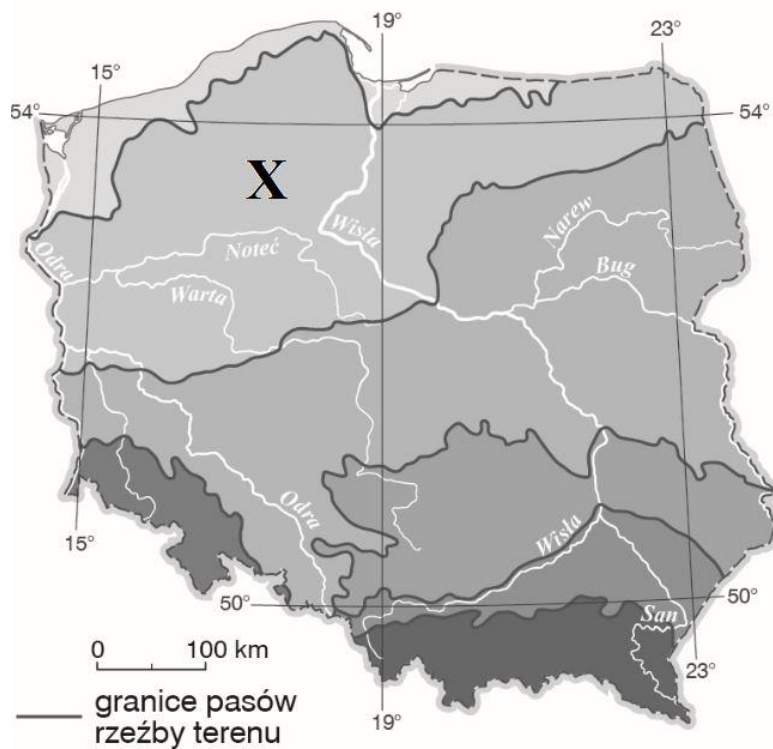 19°
23°
15°
54°
54°
X
Wisła
Narew
Odra
Noteć
Bug
Warta
Odra
Wisła
15°
50°
50°
San
0 100 km
23°
granice pasów
rzeźby terenu
19°